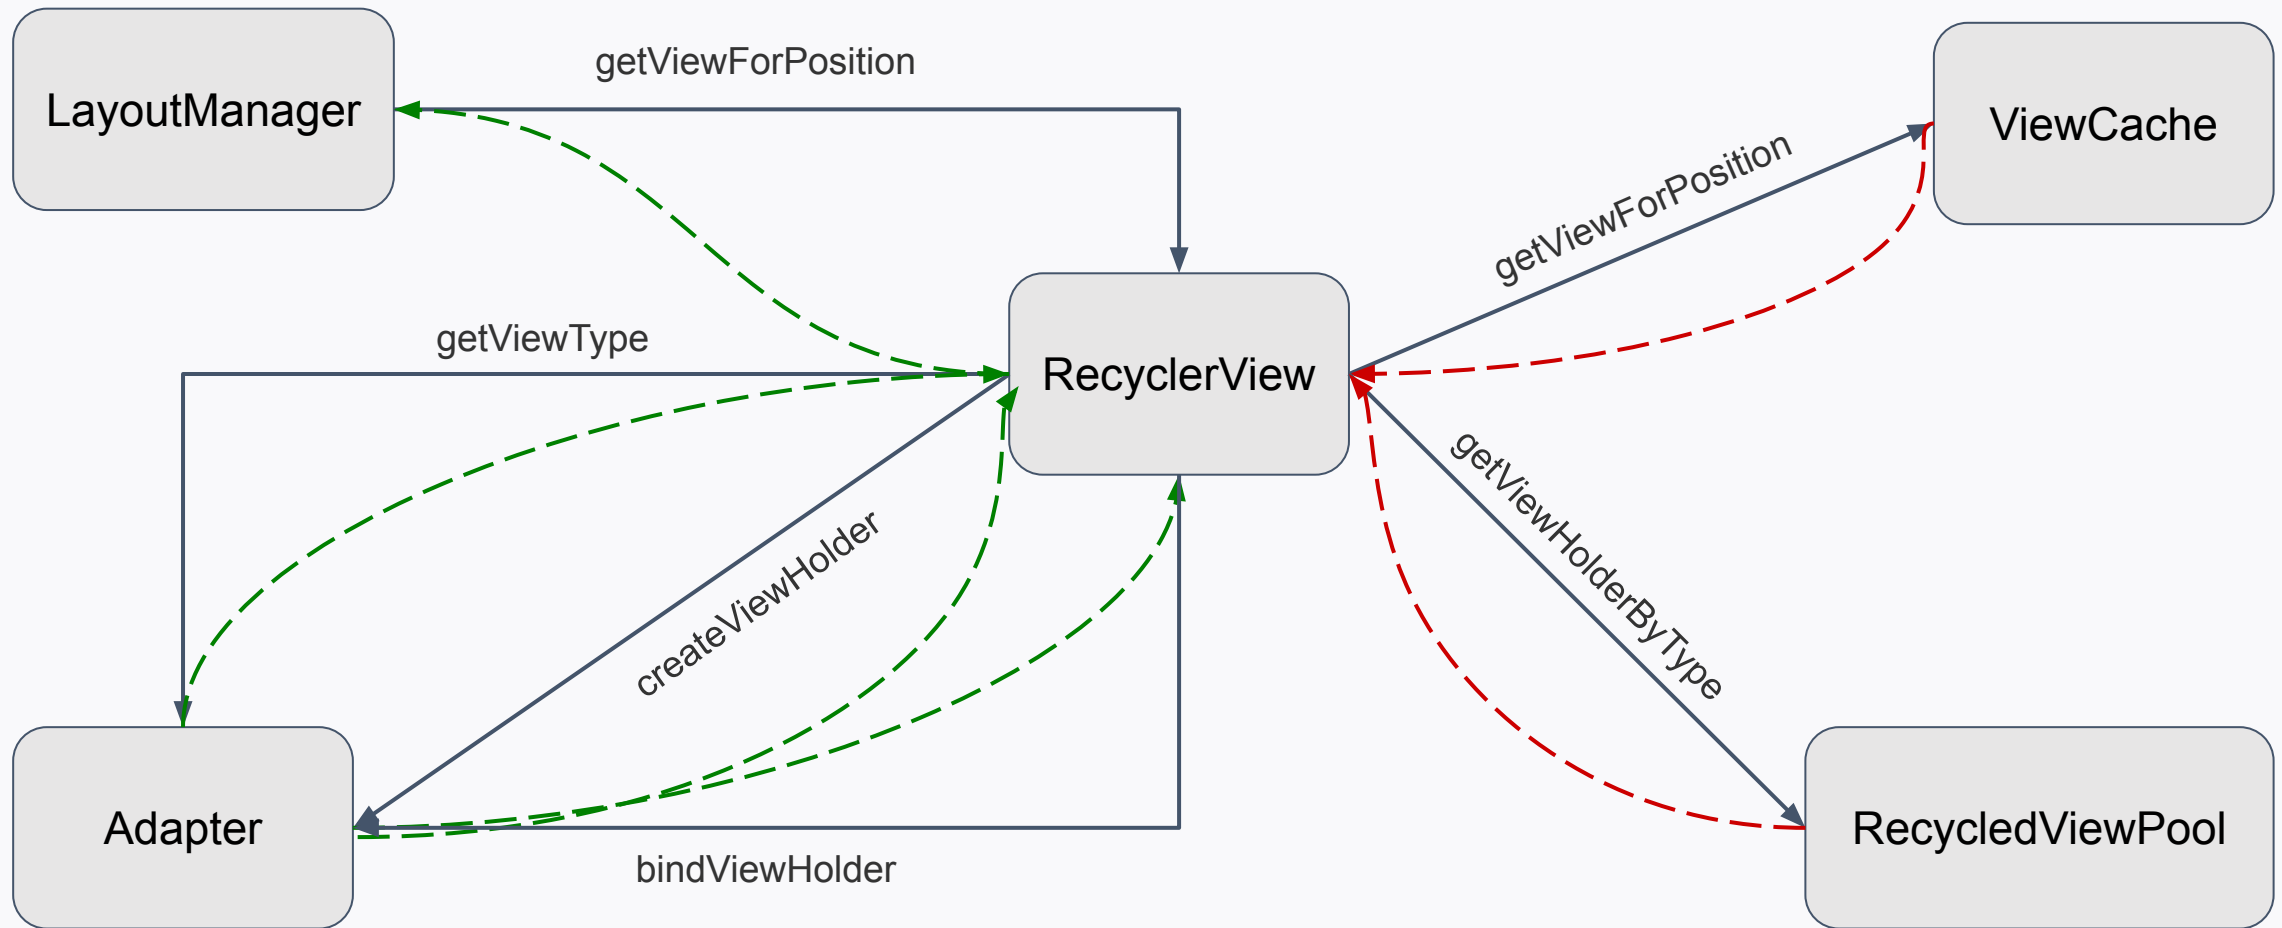 getViewForPosition
LayoutManager
ViewCache
getViewForPosition
getViewType
RecyclerView
getViewHolderByType
createViewHolder
Adapter
RecycledViewPool
bindViewHolder